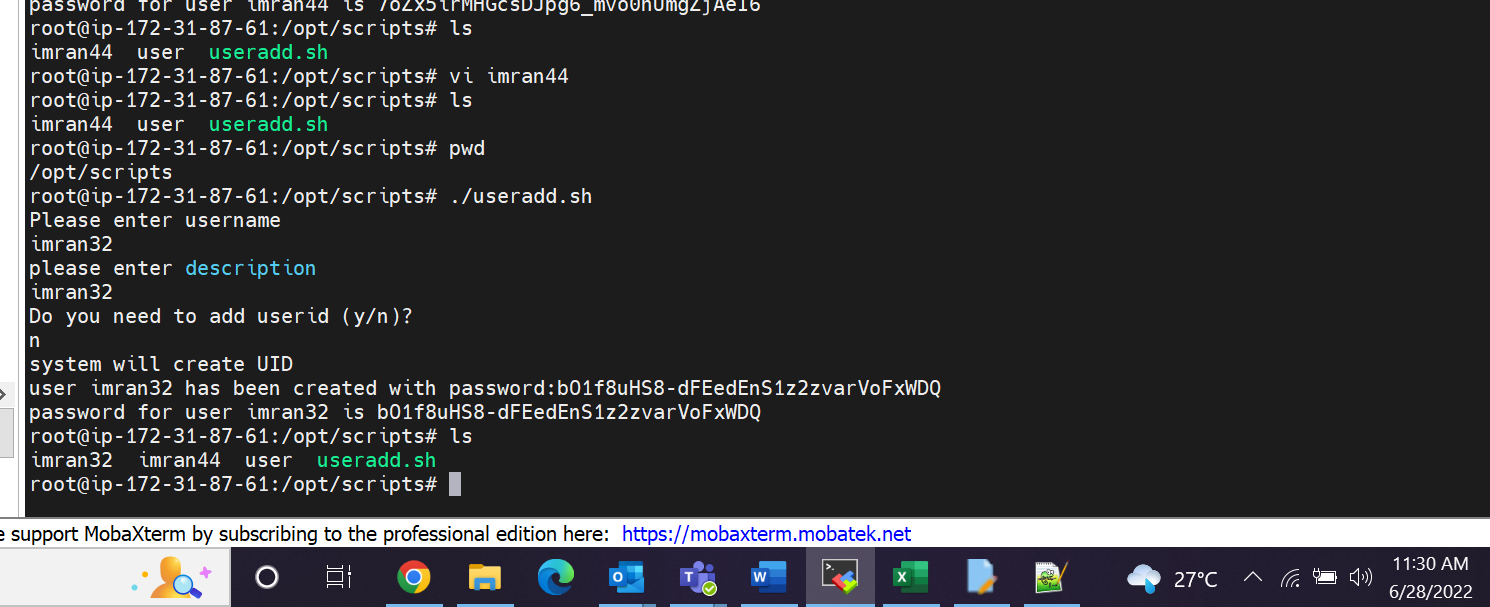 password for user imran44 is
root@ip-172-31-87-61:/opt/scripts# ls
imran44  user  useradd.sh
root@ip-172-31-87-61:/opt/scripts# vi imran44
root@ip-172-31-87-61:/opt/scripts# ls
imran44  user  useradd.sh
root@ip-172-31-87-61:/opt/scripts# pwd
/opt/scripts
root@ip-172-31-87-61:/opt/scripts# ./useradd.sh
Please enter username
imran32
please enter description
imran32
Do you need to add userid (y/n)?
n
system will create UID
user imran32 has been created with password:bO1f8uHS8-dFEedEnS1z2zvarVoFxWDQ
password for user imran32 is bO1f8uHS8-dFEedEnS1z2zvarVoFxWDQ
root@ip-172-31-87-61:/opt/scripts# ls
imran32  imran44  user  useradd.sh
root@ip-172-31-87-61:/opt/scripts#
e support MobaXterm by subscribing to the professional edition here: https://mobaxterm.mobatek.net
27°C
11:30 AM
6/28/2022